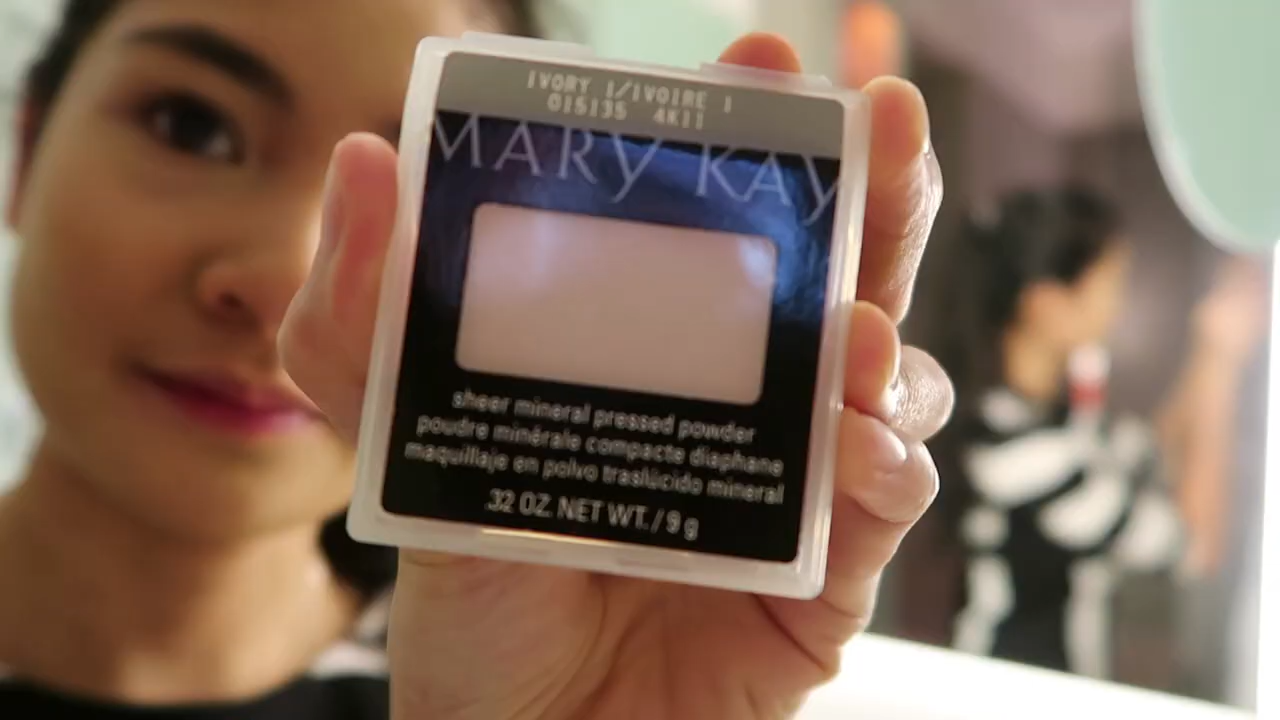 IVORY 1/IVOIRE 1
015135 4KI1
MARY KAY
sheer mineral pressed powder
poudre minérale compacte diaphane
maquillaje en polvo traslúcido mineral
.32 OZ. NET WT. / 9 g